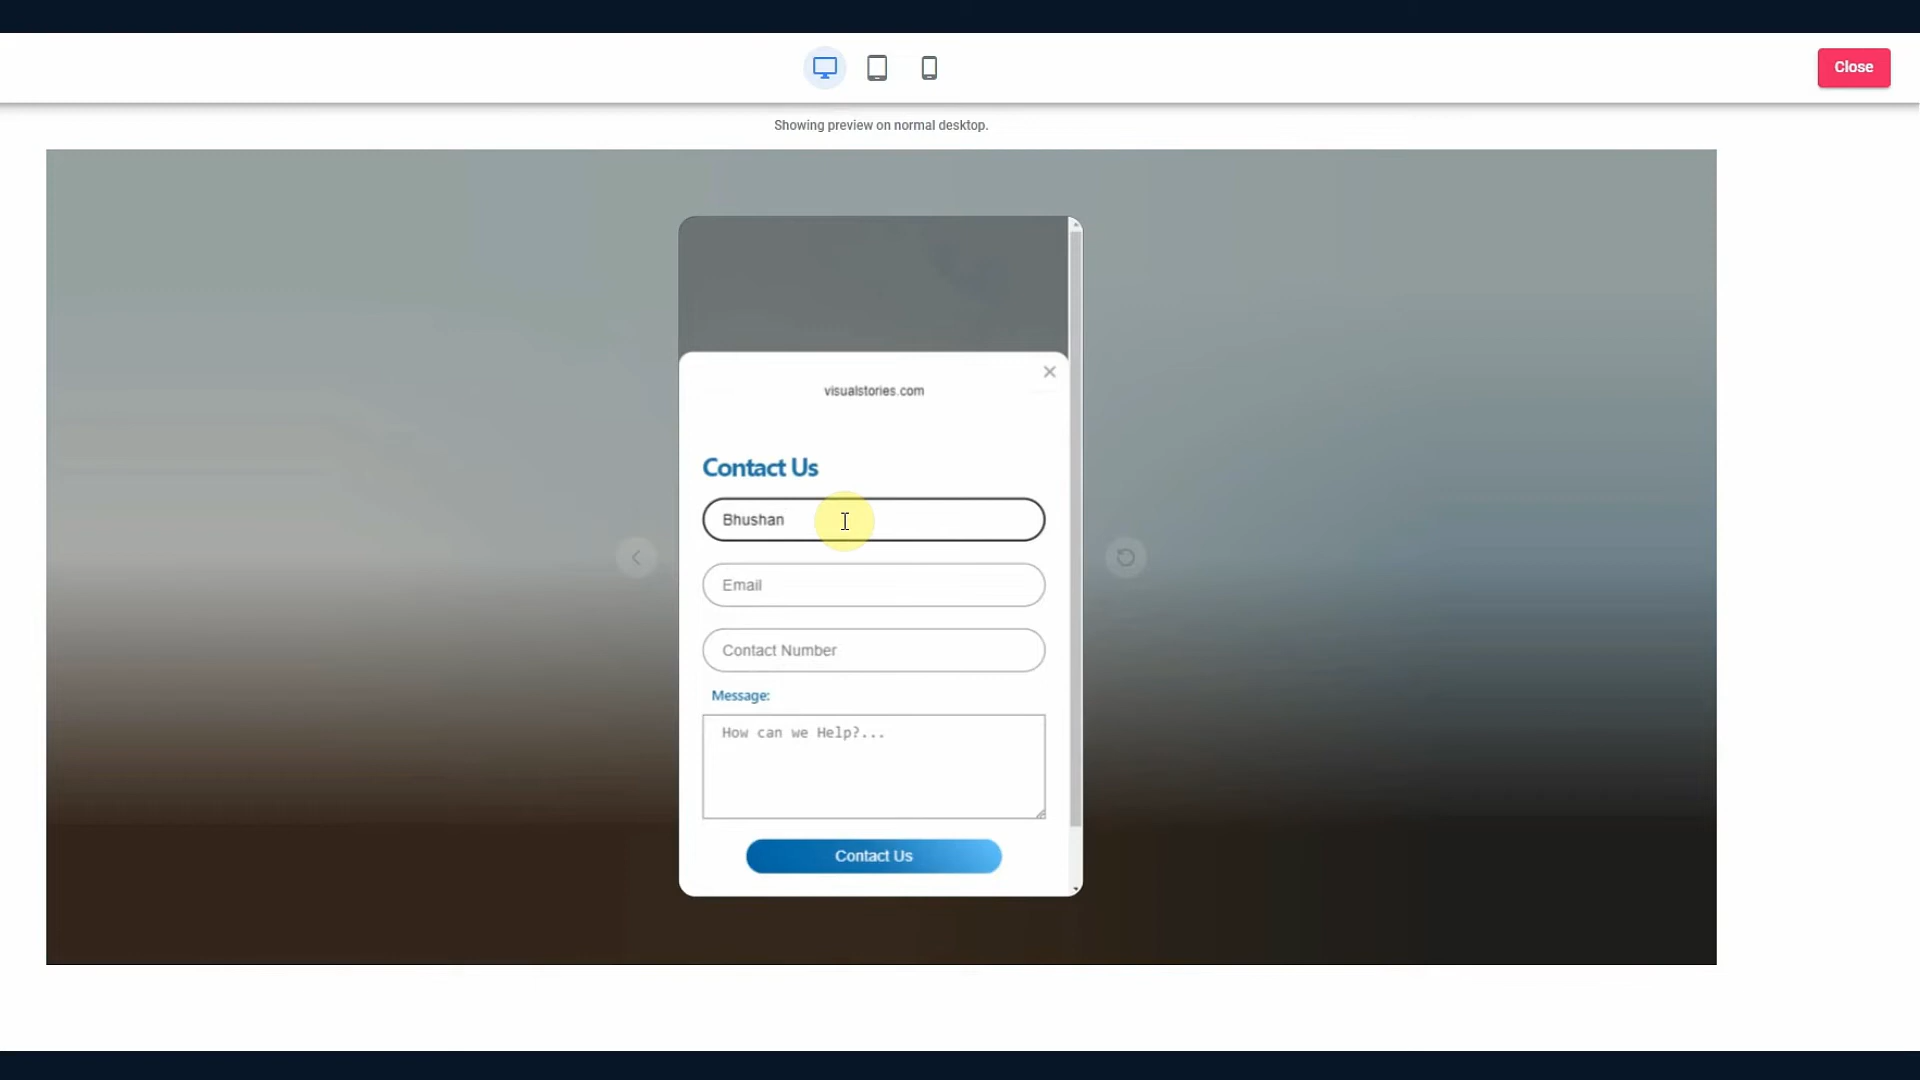 Close
Showing preview on normal desktop.
visualstories.com
Contact Us
Bhushan
Email
Contact Number
Message:
How can we Help?...
Contact Us